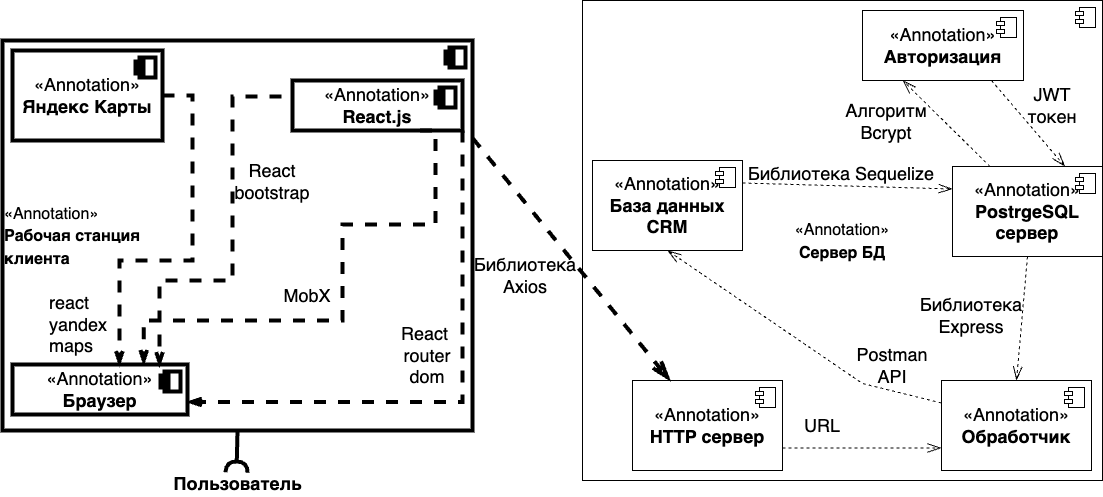 «Annotation»
Яндекс Карты
«Annotation»
React.js
React
bootstrap
«Annotation»
Рабочая станция
клиента
MobX
react
yandex
maps
React
router
dom
«Annotation»
Браузер
Пользователь
Библиотека
Axios
«Annotation»
Авторизация
Алгоритм
Bcrypt
JWT
токен
«Annotation»
База данных
CRM
Библиотека Sequelize
«Annotation»
PostrgeSQL
сервер
«Annotation»
Сервер БД
Библиотека
Express
Postman
API
«Annotation»
HTTP сервер
URL
«Annotation»
Обработчик